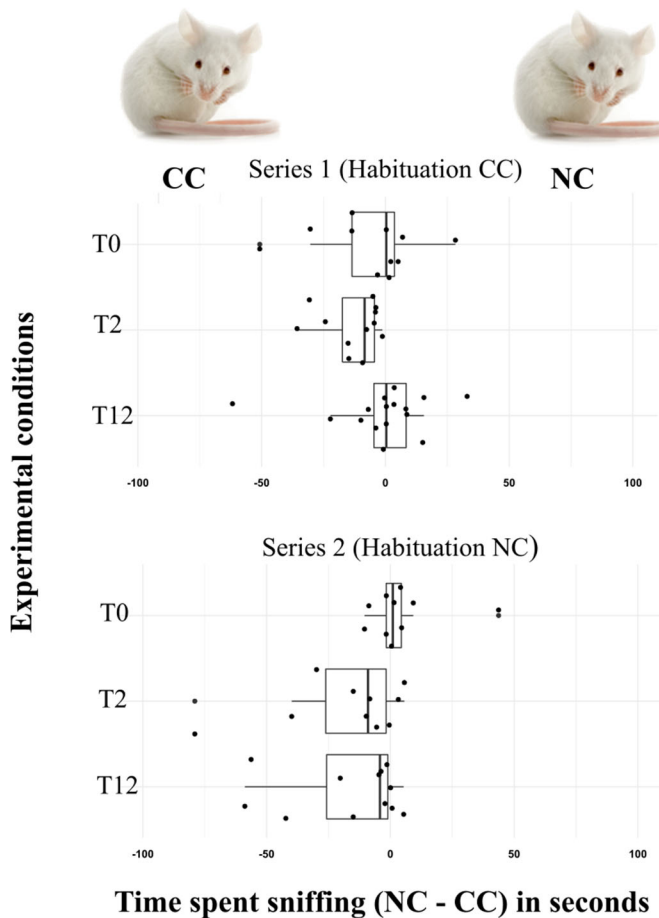 CC
Series 1 (Habituation CC)
NC
T0
T2
T12
-100 -50 0 50 100
Experimental conditions
Series 2 (Habituation NC)
T0
T2
T12
-100 -50 0 50 100
Time spent sniffing (NC - CC) in seconds